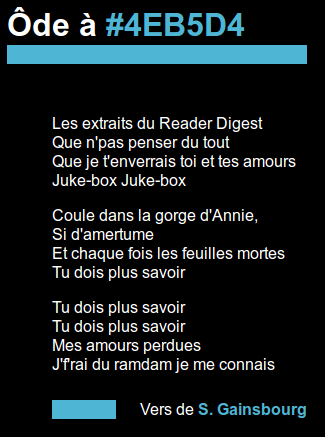 Ôde à #4EB5D4
Les extraits du Reader Digest
Que n'pas penser du tout
Que je t'enverrais toi et tes amours
Juke-box Juke-box
Coule dans la gorge d'Annie,
Si d'amertume
Et chaque fois les feuilles mortes
Tu dois plus savoir
Tu dois plus savoir
Tu dois plus savoir
Mes amours perdues
J'f'rai du ramdam je me connais
Vers de S. Gainsbourg